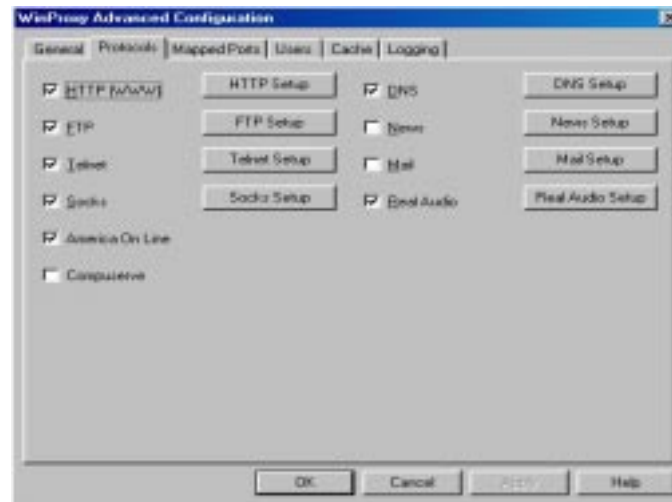 WinProxy Advanced Configuration
General Protocols Mapped Ports Users Cache Logging
HTTP (WWW) HTTP Setup DNS DNS Setup
FTP FTP Setup News News Setup
Telnet Telnet Setup Mail Mail Setup
Socks Socks Setup Real Audio Real Audio Setup
America On Line
Compuserve
OK Cancel Apply Help